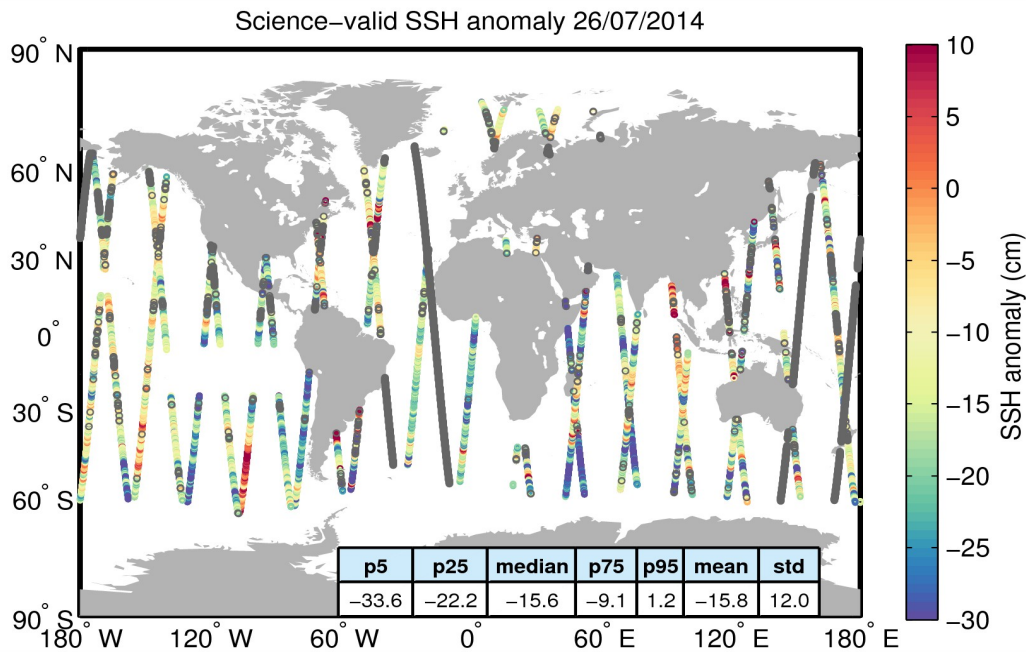 Science−valid SSH anomaly 26/07/2014
90° N
60° N
30° N
0°
30° S
60° S
90° S
180° W
120° W
60° W
0°
60° E
120° E
180° E
p5 p25 median p75 p95 mean std
−33.6 −22.2 −15.6 −9.1 1.2 −15.8 12.0
10
5
0
−5
−10
−15
−20
−25
−30
SSH anomaly (cm)